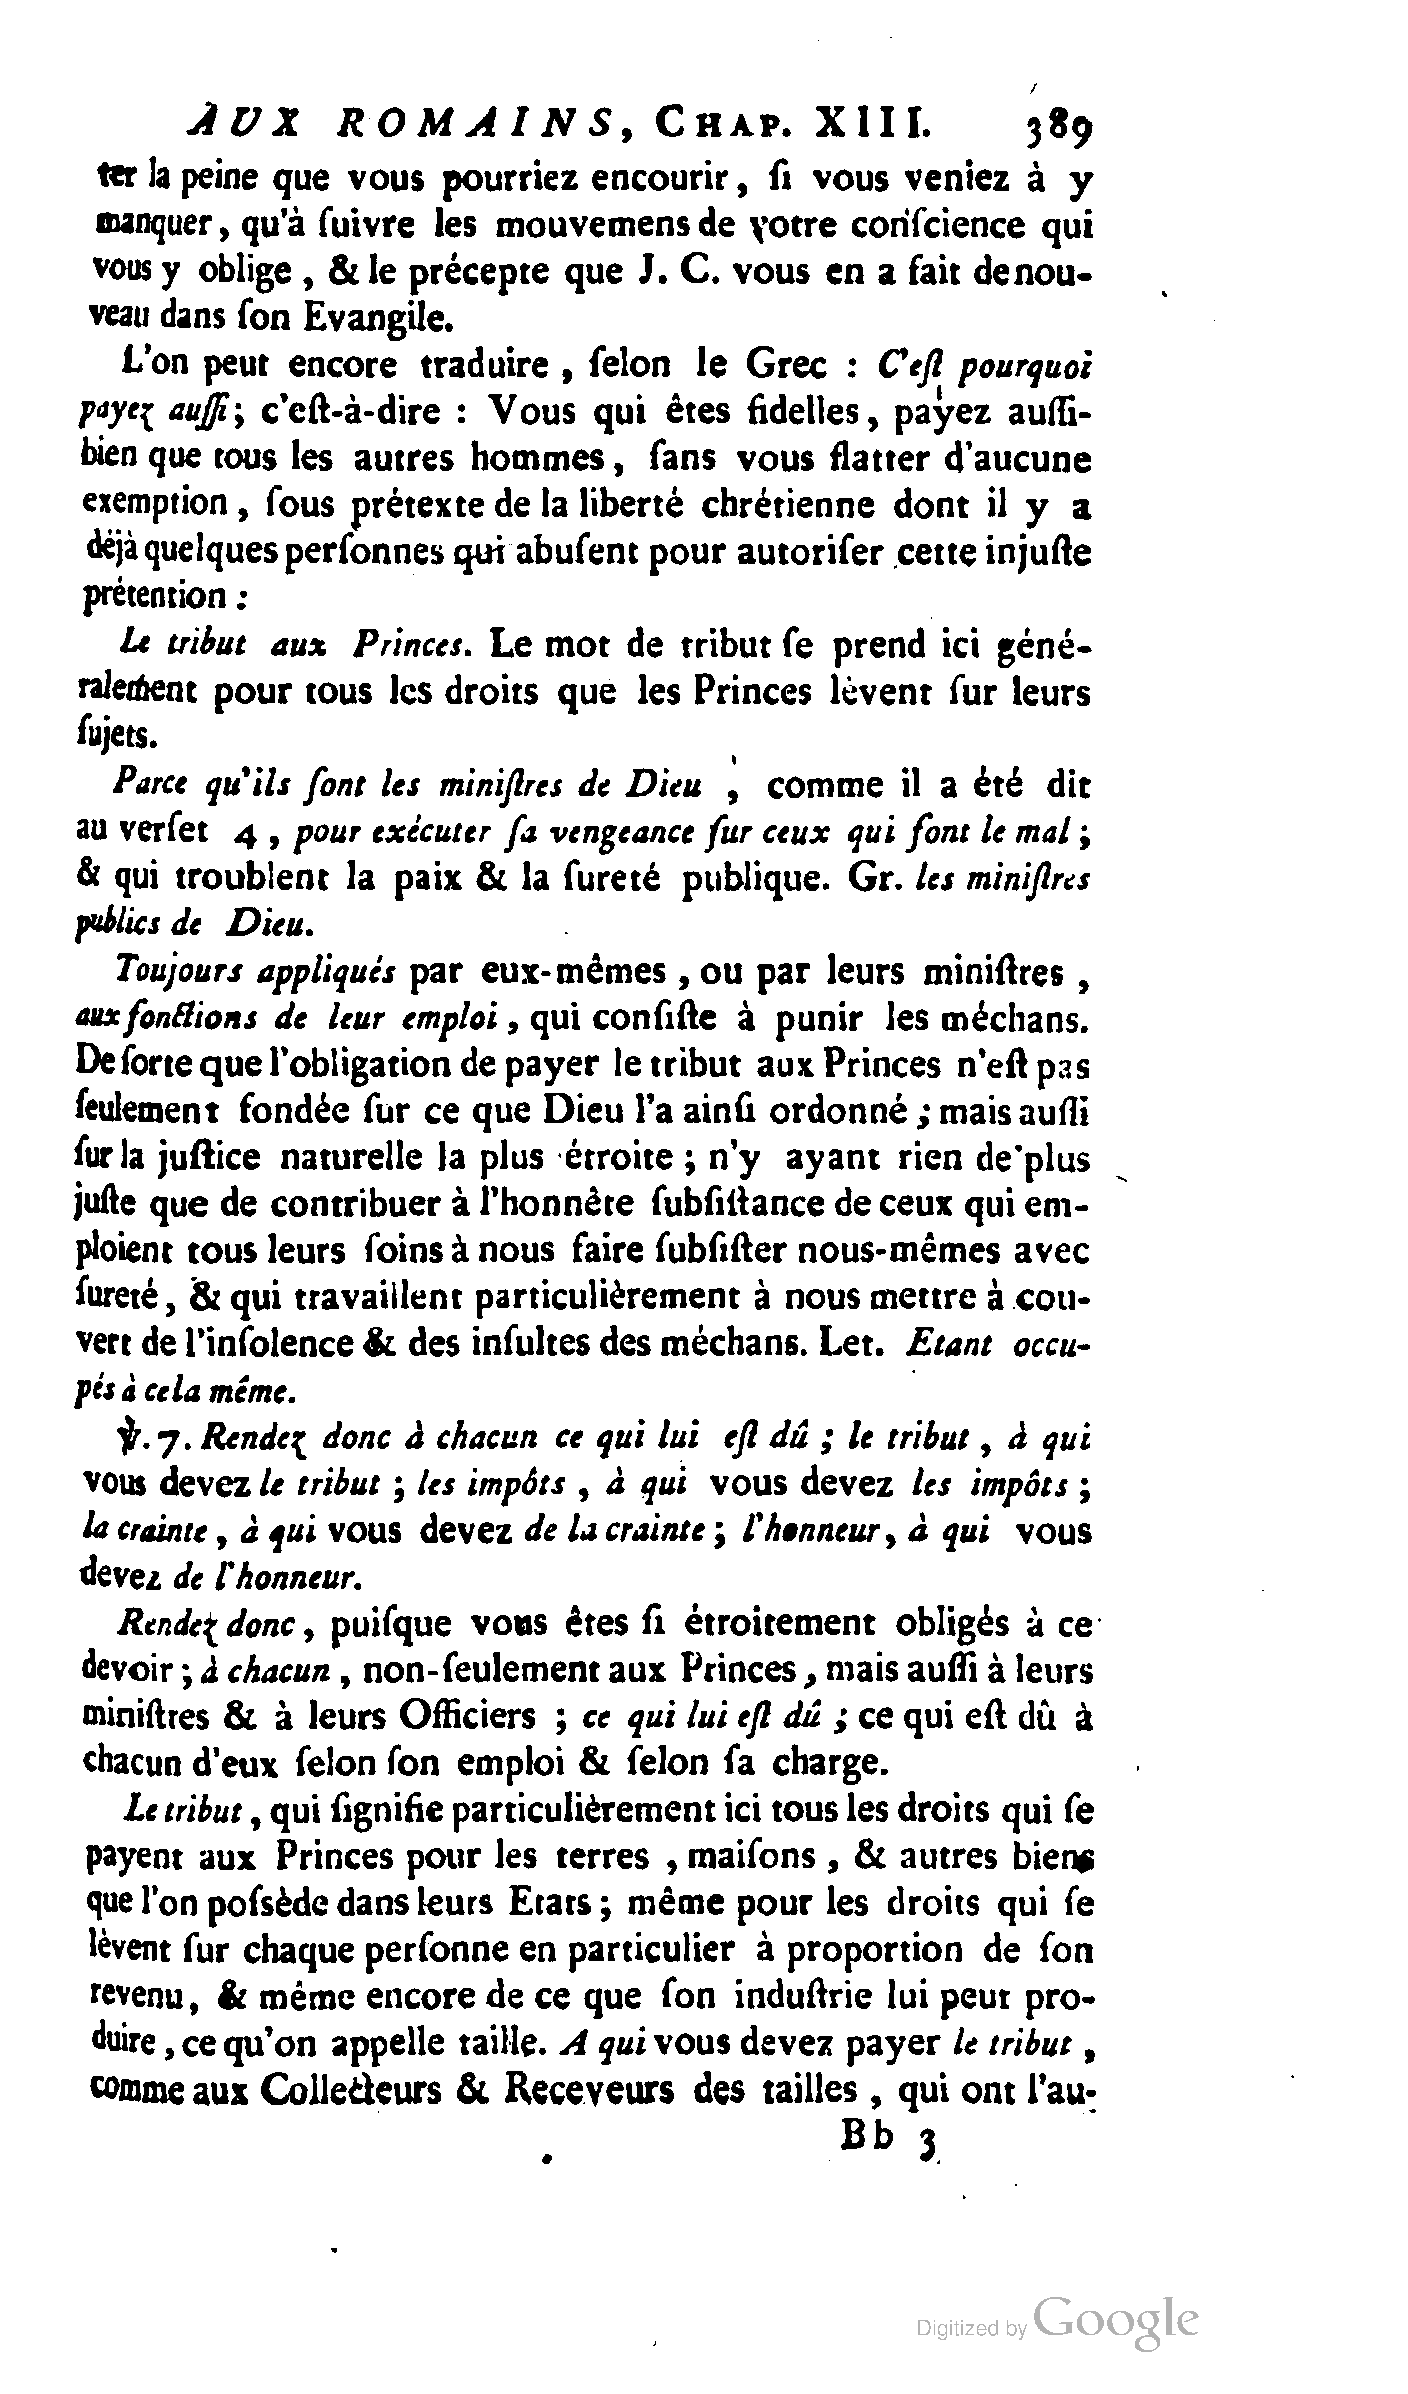 AUX ROMAINS, CHAP. XIII. 389
ter la peine que vous pourriez encourir, ſi vous veniez à y
manquer, qu'à ſuivre les mouvemens de votre conſcience qui
vous y oblige, & le précepte que J. C. vous en a fait de nou-
veau dans ſon Evangile.
L'on peut encore traduire, ſelon le Grec : C'eſt pourquoi
payez auſſi; c'eſt-à-dire : Vous qui êtes fidelles, payez auſſi-
bien que tous les autres hommes, ſans vous flatter d'aucune
exemption, ſous prétexte de la liberté chrétienne dont il y a
déjà quelques perſonnes qui abuſent pour autoriſer cette injuſte
prétention :
Le tribut aux Princes. Le mot de tribut ſe prend ici géné-
ralement pour tous les droits que les Princes lèvent ſur leurs
ſujets.
Parce qu'ils ſont les miniſtres de Dieu, comme il a été dit
au verſet 4, pour exécuter ſa vengeance ſur ceux qui font le mal;
& qui troublent la paix & la ſureté publique. Gr. les miniſtres
publics de Dieu.
Toujours appliqués par eux-mêmes, ou par leurs miniſtres,
aux fonctions de leur emploi, qui conſiſte à punir les méchans.
De ſorte que l'obligation de payer le tribut aux Princes n'eſt pas
ſeulement fondée ſur ce que Dieu l'a ainſi ordonné; mais auſſi
ſur la juſtice naturelle la plus étroite; n'y ayant rien de plus
juſte que de contribuer à l'honnête ſubſiſtance de ceux qui em-
ploient tous leurs ſoins à nous faire ſubſiſter nous-mêmes avec
ſureté, & qui travaillent particulièrement à nous mettre à cou-
vert de l'inſolence & des inſultes des méchans. Let. Etant occu-
pés à cela même.
℣. 7. Rendez donc à chacun ce qui lui eſt dû; le tribut, à qui
vous devez le tribut; les impôts, à qui vous devez les impôts;
la crainte, à qui vous devez de la crainte; l'honneur, à qui vous
devez de l'honneur.
Rendez donc, puiſque vous êtes ſi étroitement obligés à ce
devoir; à chacun, non-ſeulement aux Princes, mais auſſi à leurs
miniſtres & à leurs Officiers; ce qui lui eſt dû; ce qui eſt dû à
chacun d'eux ſelon ſon emploi & ſelon ſa charge.
Le tribut, qui ſignifie particulièrement ici tous les droits qui ſe
payent aux Princes pour les terres, maiſons, & autres biens
que l'on poſsède dans leurs Etats; même pour les droits qui ſe
lèvent ſur chaque perſonne en particulier à proportion de ſon
revenu, & même encore de ce que ſon induſtrie lui peut pro-
duire, ce qu'on appelle taille. A qui vous devez payer le tribut,
comme aux Collecteurs & Receveurs des tailles, qui ont l'au-
Bb 3
Digitized by Google